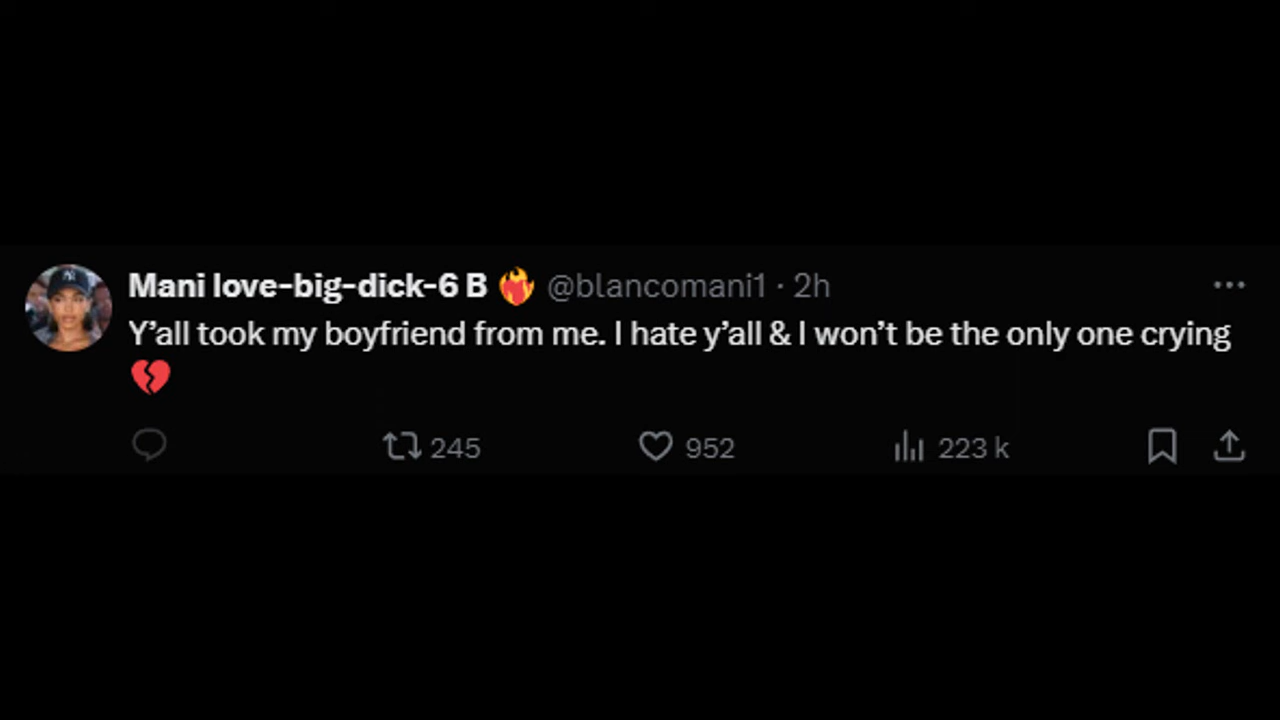 Mani love-big-dick-6 B ❤️‍🔥 @blancomani1 · 2h
Y’all took my boyfriend from me. I hate y’all & I won’t be the only one crying
💔
245 952 223 k